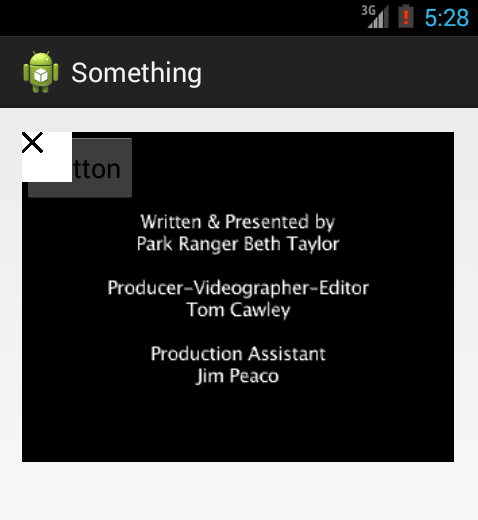 3G
5:28
Something
tton
Written & Presented by
Park Ranger Beth Taylor
Producer-Videographer-Editor
Tom Cawley
Production Assistant
Jim Peaco